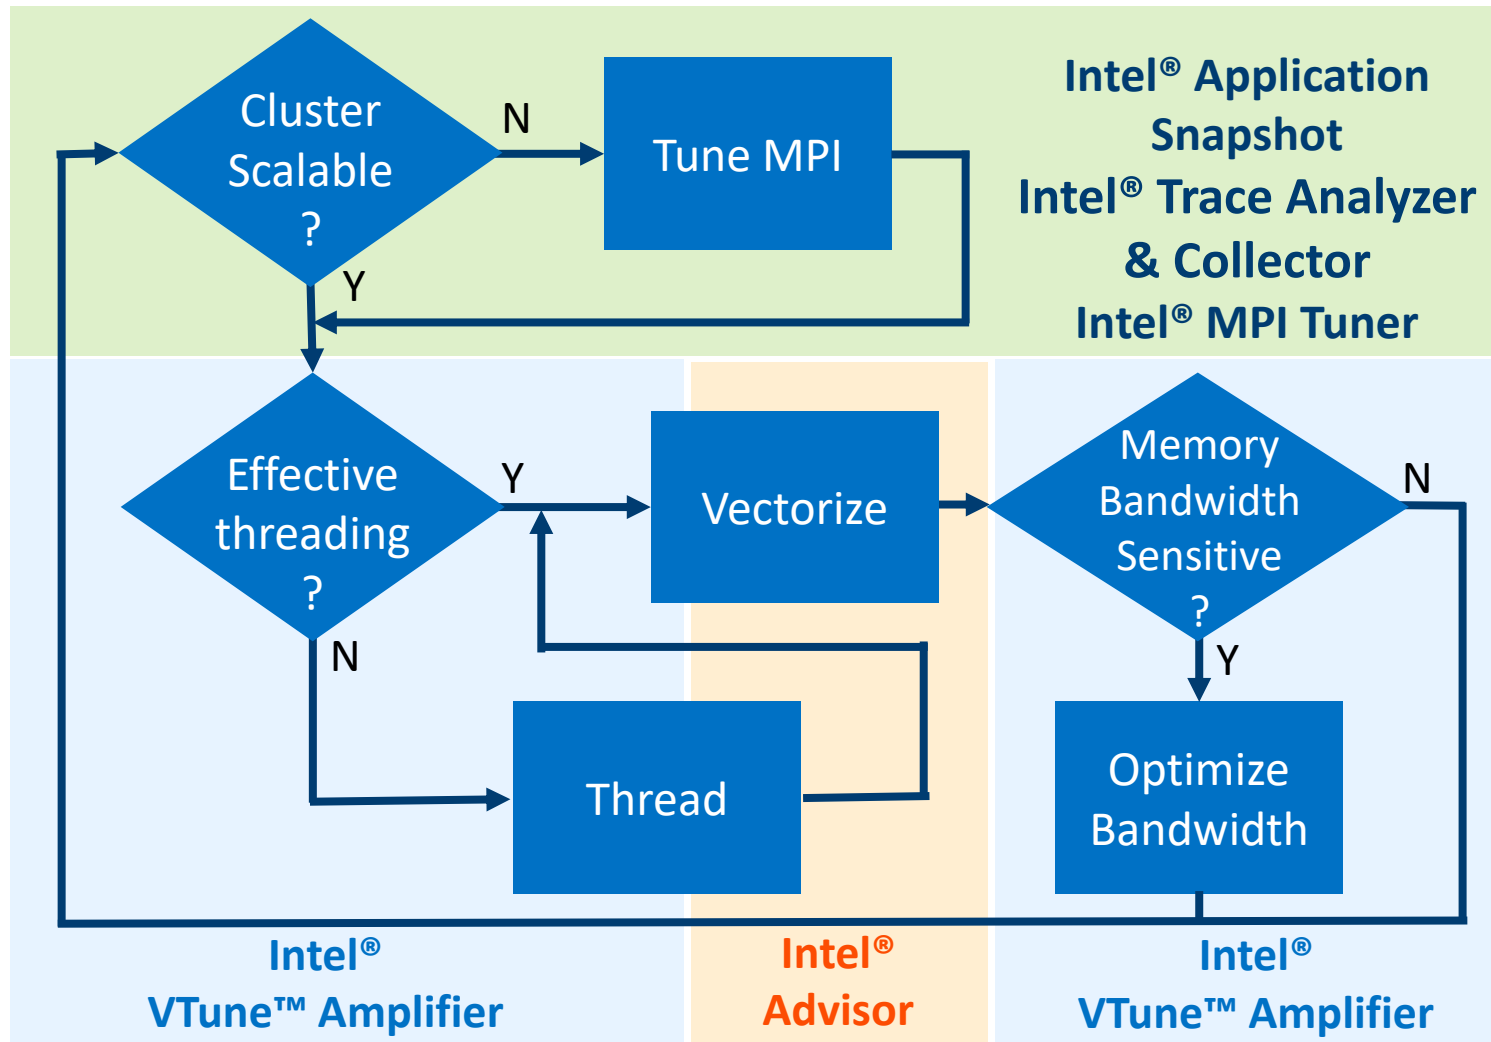 Cluster
Scalable
?
N
Tune MPI
Y
Intel® Application
Snapshot
Intel® Trace Analyzer
& Collector
Intel® MPI Tuner
Effective
threading
?
Y
N
Vectorize
Thread
Memory
Bandwidth
Sensitive
?
N
Y
Optimize
Bandwidth
Intel®
VTune™ Amplifier
Intel®
Advisor
Intel®
VTune™ Amplifier